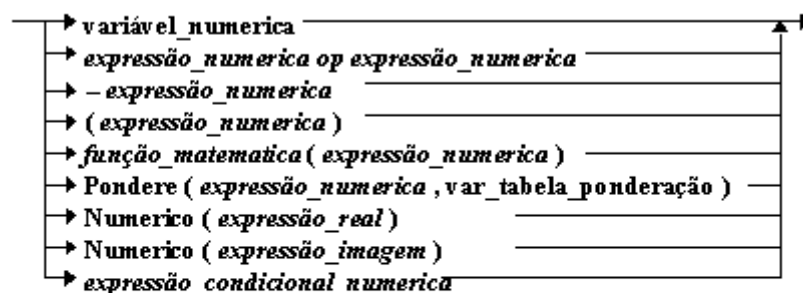 variável_numerica
expressão_numerica op expressão_numerica
– expressão_numerica
( expressão_numerica )
função_matematica ( expressão_numerica )
Pondere ( expressão_numerica , var_tabela_ponderação )
Numerico ( expressão_real )
Numerico ( expressão_imagem )
expressão_condicional_numerica